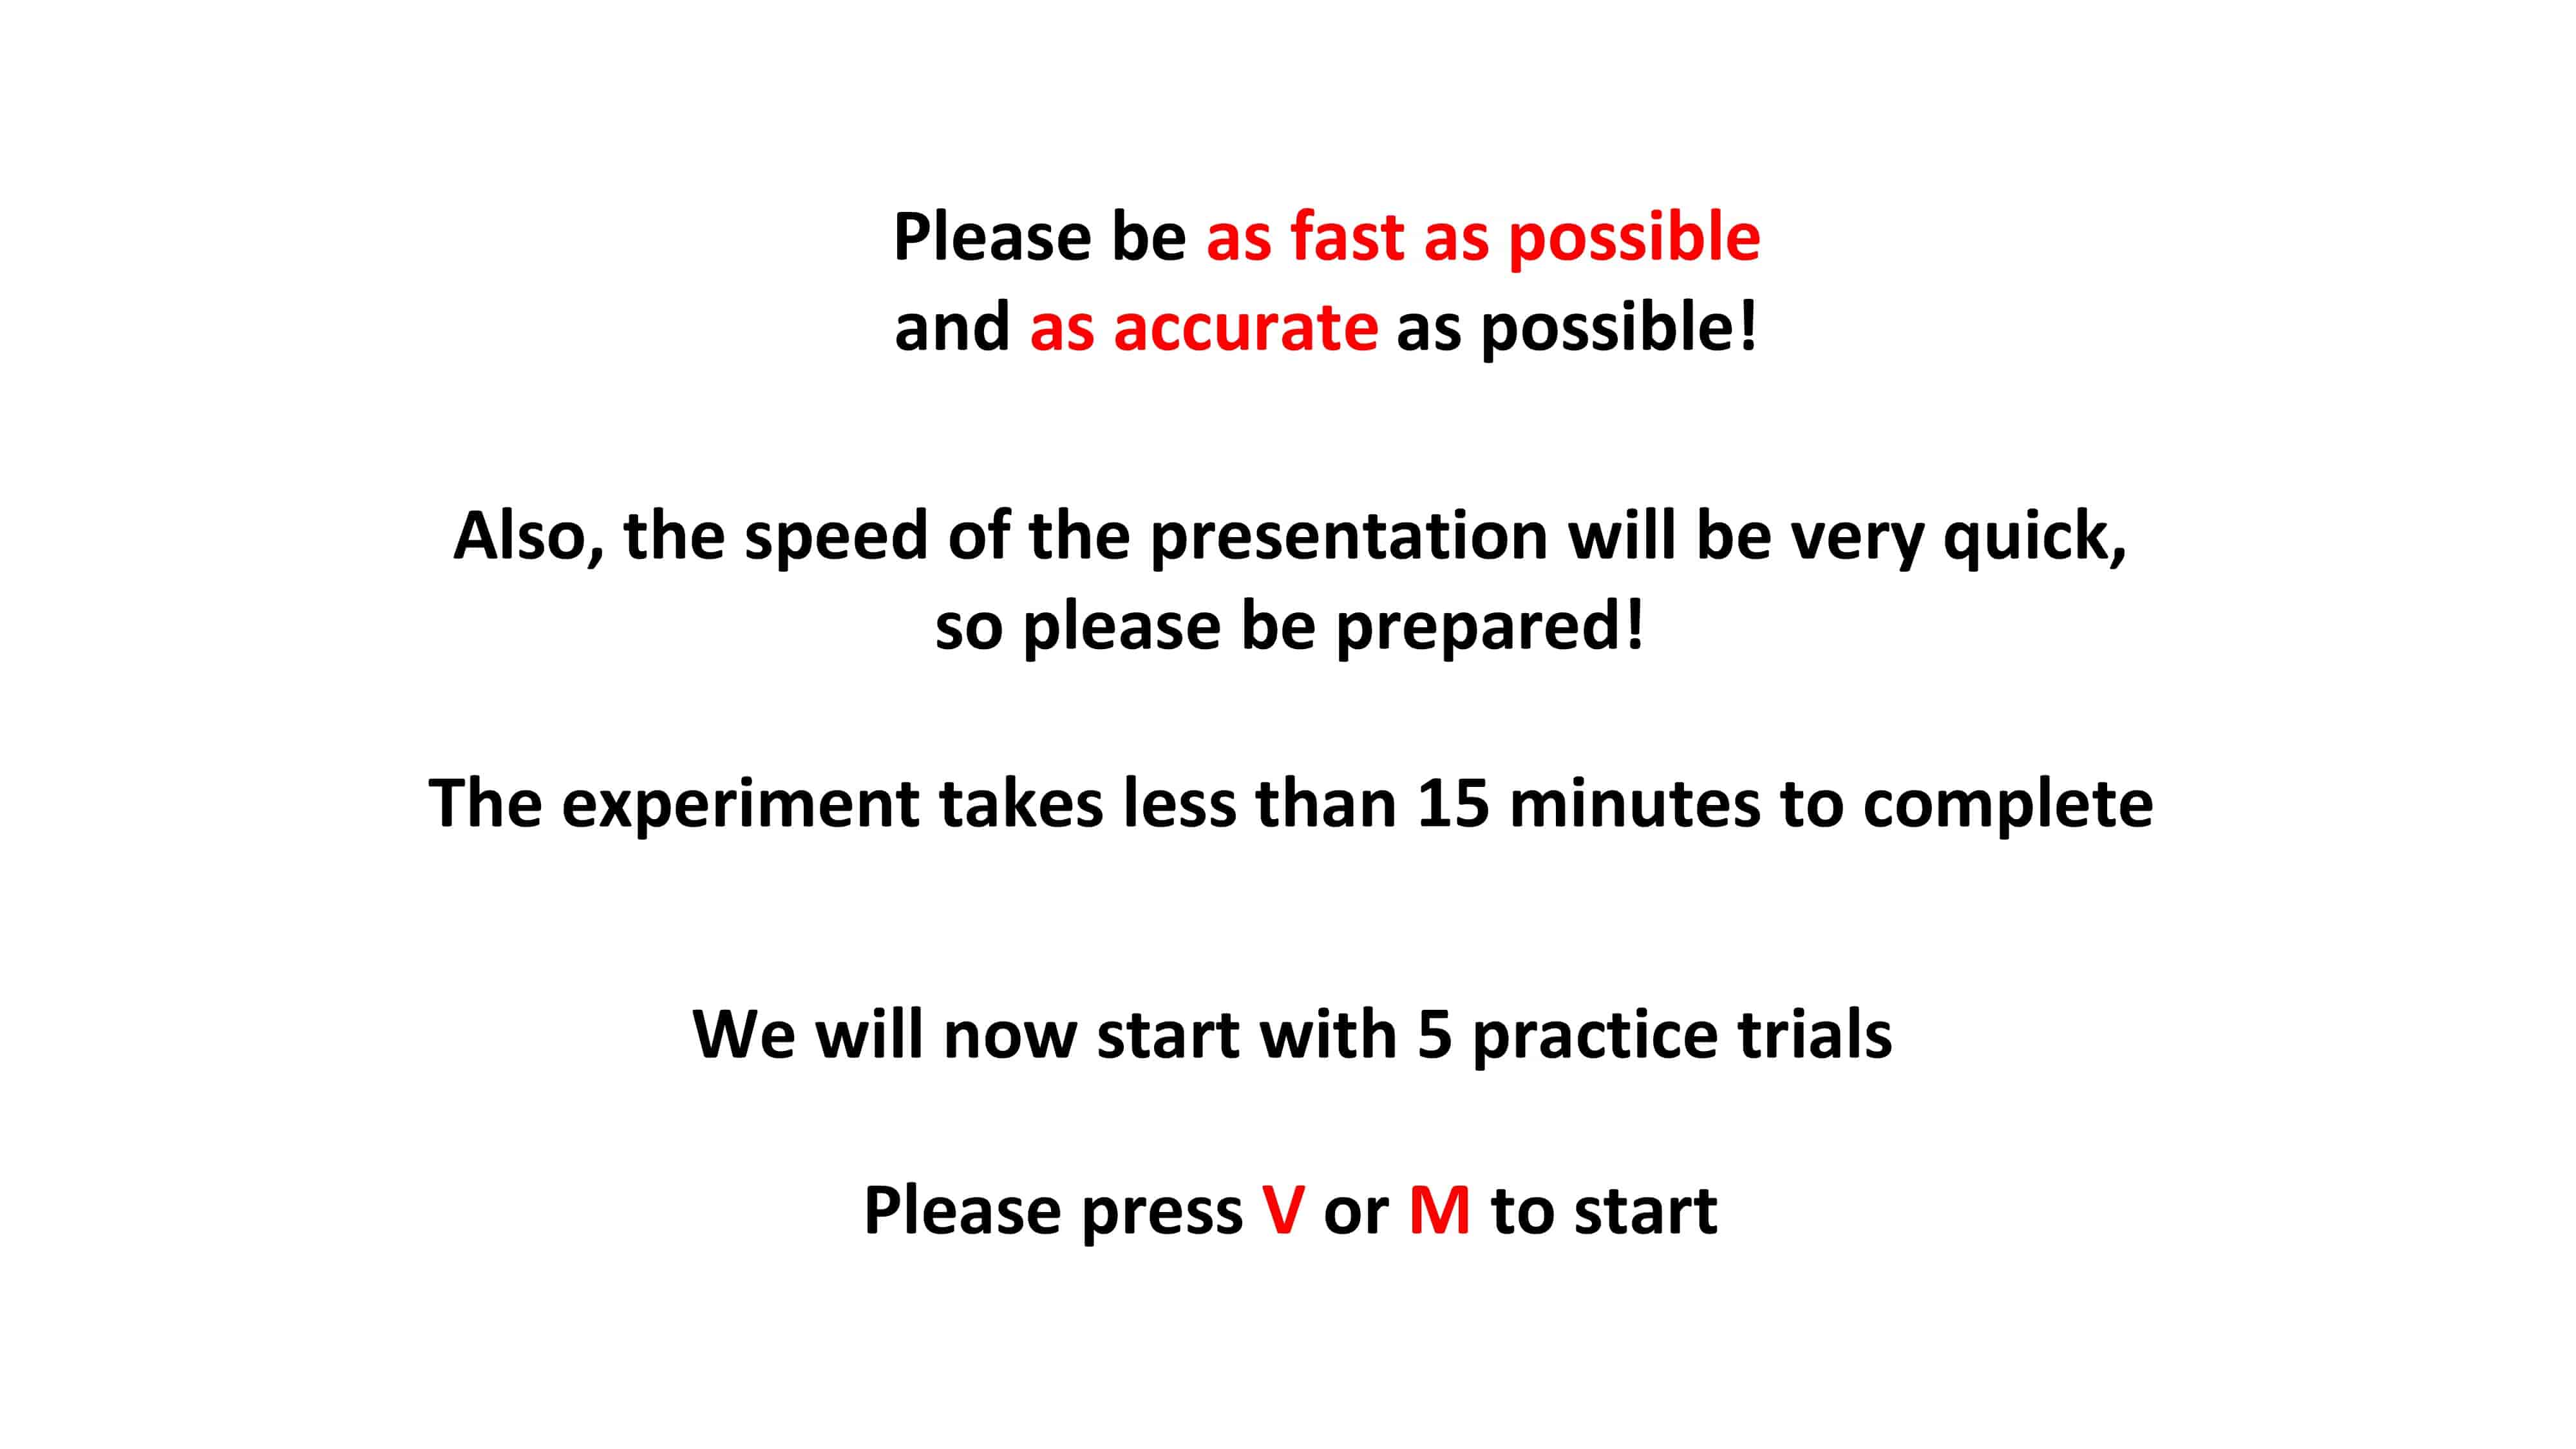 Please be as fast as possible
and as accurate as possible!
Also, the speed of the presentation will be very quick,
so please be prepared!
The experiment takes less than 15 minutes to complete
We will now start with 5 practice trials
Please press V or M to start